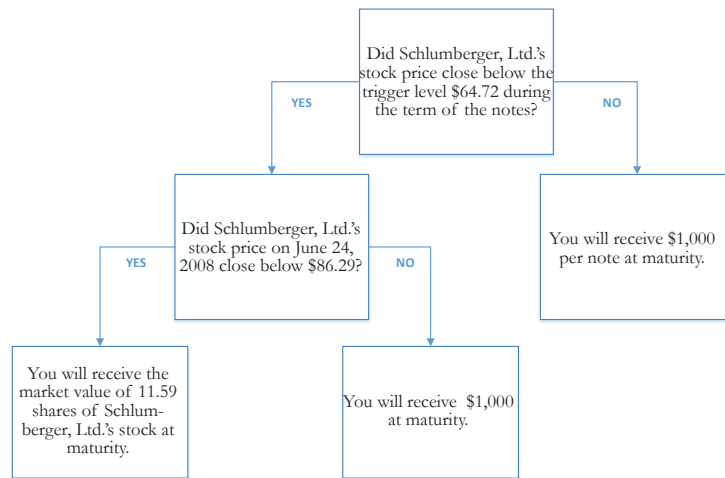 Did Schlumberger, Ltd.'s
stock price close below the
trigger level $64.72 during
the term of the notes?
YES
NO
Did Schlumberger, Ltd.'s
stock price on June 24,
2008 close below $86.29?
You will receive $1,000
per note at maturity.
YES
NO
You will receive the
market value of 11.59
shares of Schlum-
berger, Ltd.'s stock at
maturity.
You will receive $1,000
at maturity.